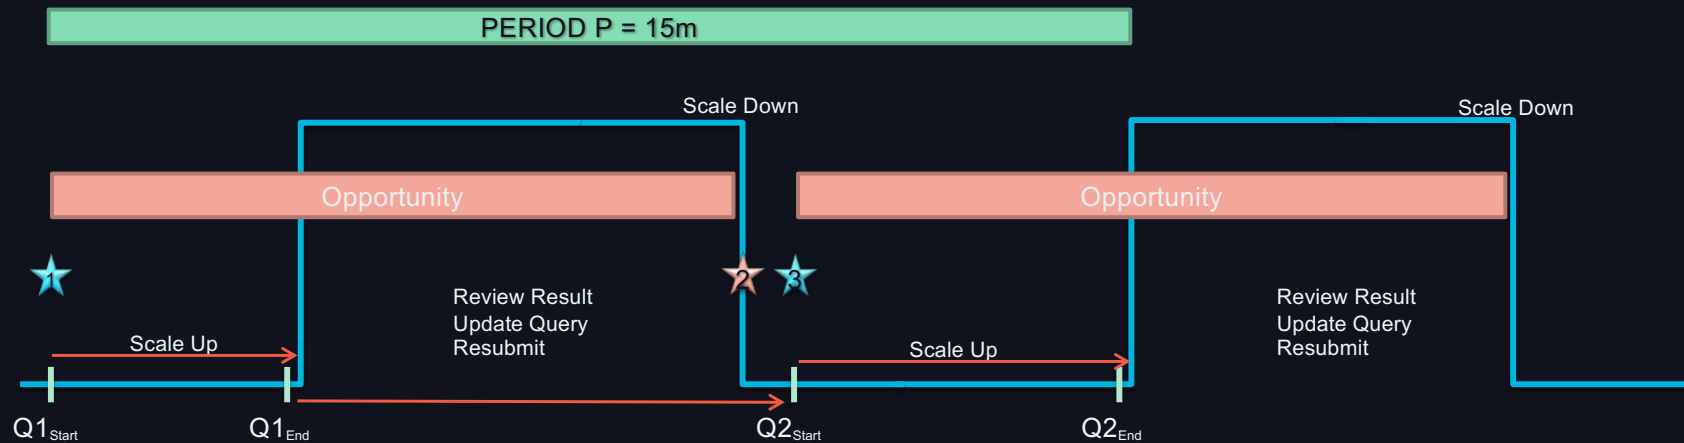 PERIOD P = 15m
Scale Down
Scale Down
Opportunity
Opportunity
1
2
3
Review Result
Update Query
Resubmit
Review Result
Update Query
Resubmit
Scale Up
Scale Up
Q1Start
Q1End
Q2Start
Q2End